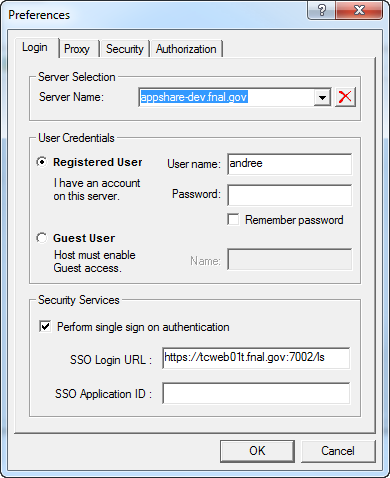 Preferences
Login Proxy Security Authorization
Server Selection
Server Name: appshare-dev.fnal.gov
User Credentials
Registered User User name: andree
I have an account
on this server.
Password:
Remember password
Guest User
Host must enable
Guest access.
Name:
Security Services
Perform single sign on authentication
SSO Login URL : https://tcweb01t.fnal.gov:7002/ls
SSO Application ID :
OK Cancel